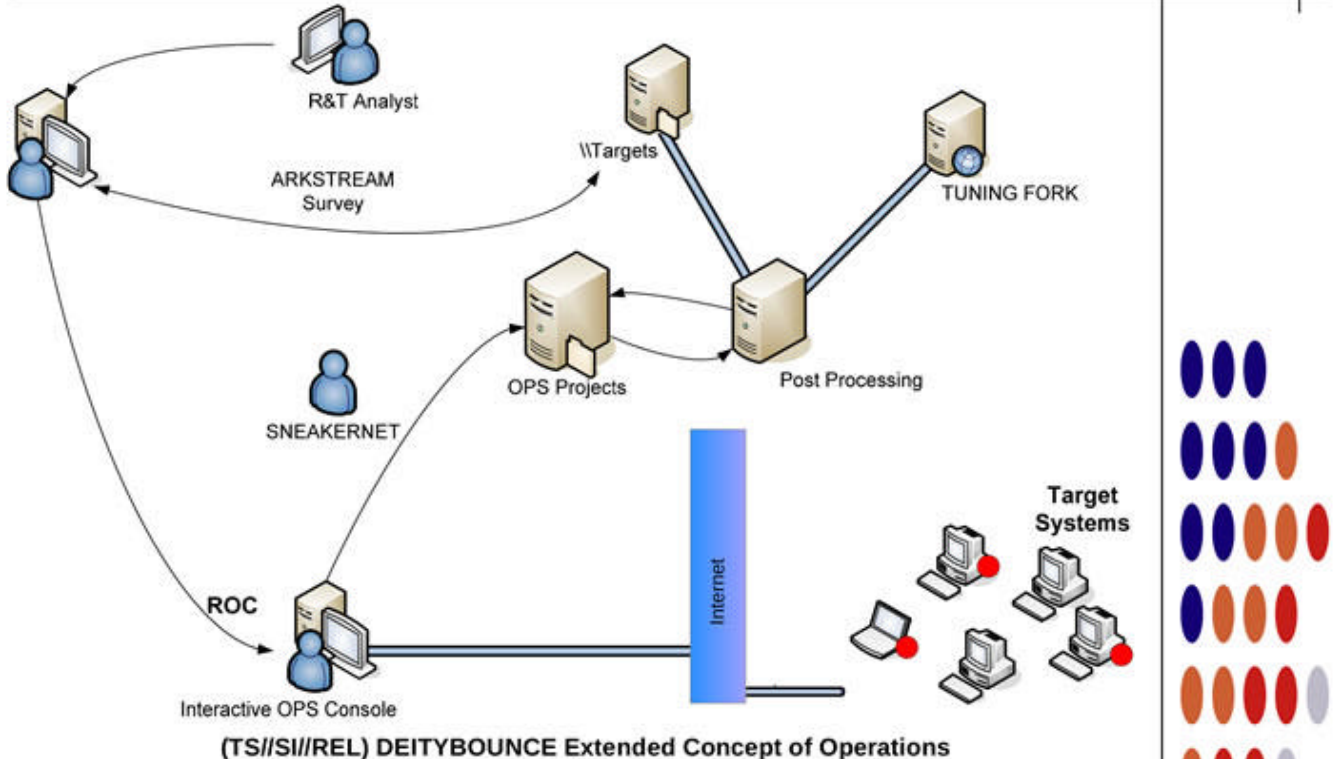 R&T Analyst
\\Targets
TUNING FORK
ARKSTREAM
Survey
OPS Projects
Post Processing
SNEAKERNET
Target
Systems
Internet
ROC
Interactive OPS Console
(TS//SI//REL) DEITYBOUNCE Extended Concept of Operations